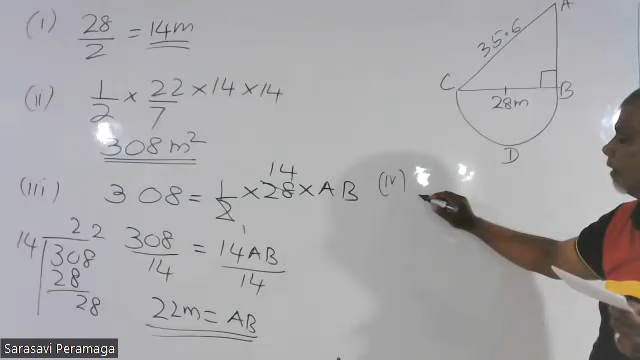 (i) 28/2 = 14m
(ii) 1/2 × 22/7 × 14 × 14
308 m²
(iii) 308 = 1/2 × 28 × AB
14
1
308/14 = 14AB/14
22m = AB
22
14 308
28
28
(iv)
A
35.6
C
28m
B
D
Sarasavi Peramaga